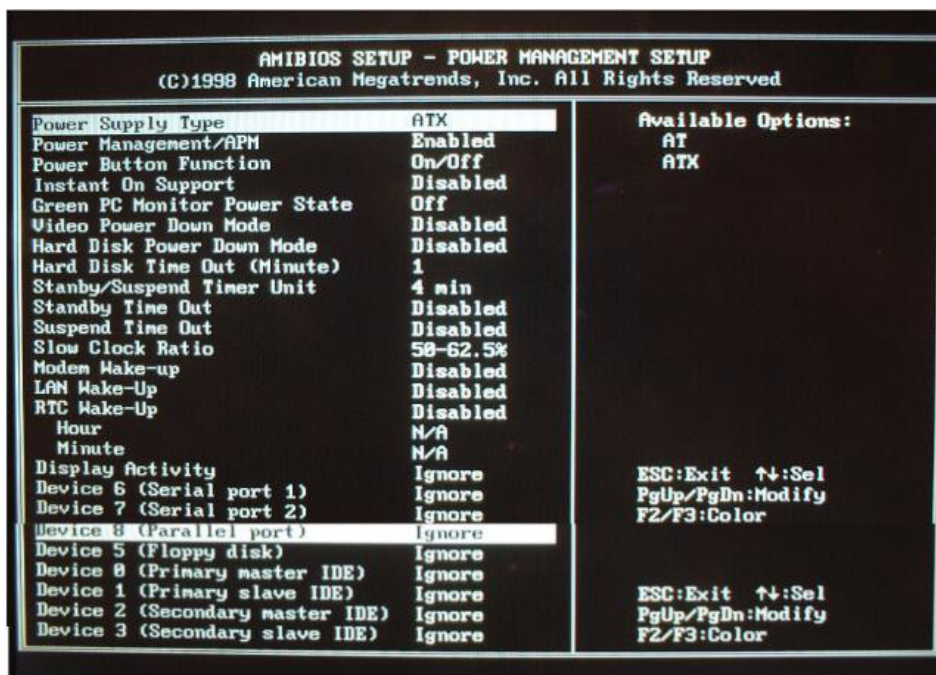 AMIBIOS SETUP - POWER MANAGEMENT SETUP
(C)1998 American Megatrends, Inc. All Rights Reserved
Power Supply Type ATX
Power Management/APM Enabled
Power Button Function On/Off
Instant On Support Disabled
Green PC Monitor Power State Off
Video Power Down Mode Disabled
Hard Disk Power Down Mode Disabled
Hard Disk Time Out (Minute) 1
Stanby/Suspend Timer Unit 4 min
Standby Time Out Disabled
Suspend Time Out Disabled
Slow Clock Ratio 50-62.5%
Modem Wake-up Disabled
LAN Wake-Up Disabled
RTC Wake-Up Disabled
Hour N/A
Minute N/A
Display Activity Ignore
Device 6 (Serial port 1) Ignore
Device 7 (Serial port 2) Ignore
Device 8 (Parallel port) Ignore
Device 5 (Floppy disk) Ignore
Device 0 (Primary master IDE) Ignore
Device 1 (Primary slave IDE) Ignore
Device 2 (Secondary master IDE) Ignore
Device 3 (Secondary slave IDE) Ignore
Available Options:
AT
ATX
ESC:Exit ↑↓:Sel
PgUp/PgDn:Modify
F2/F3:Color
ESC:Exit ↑↓:Sel
PgUp/PgDn:Modify
F2/F3:Color